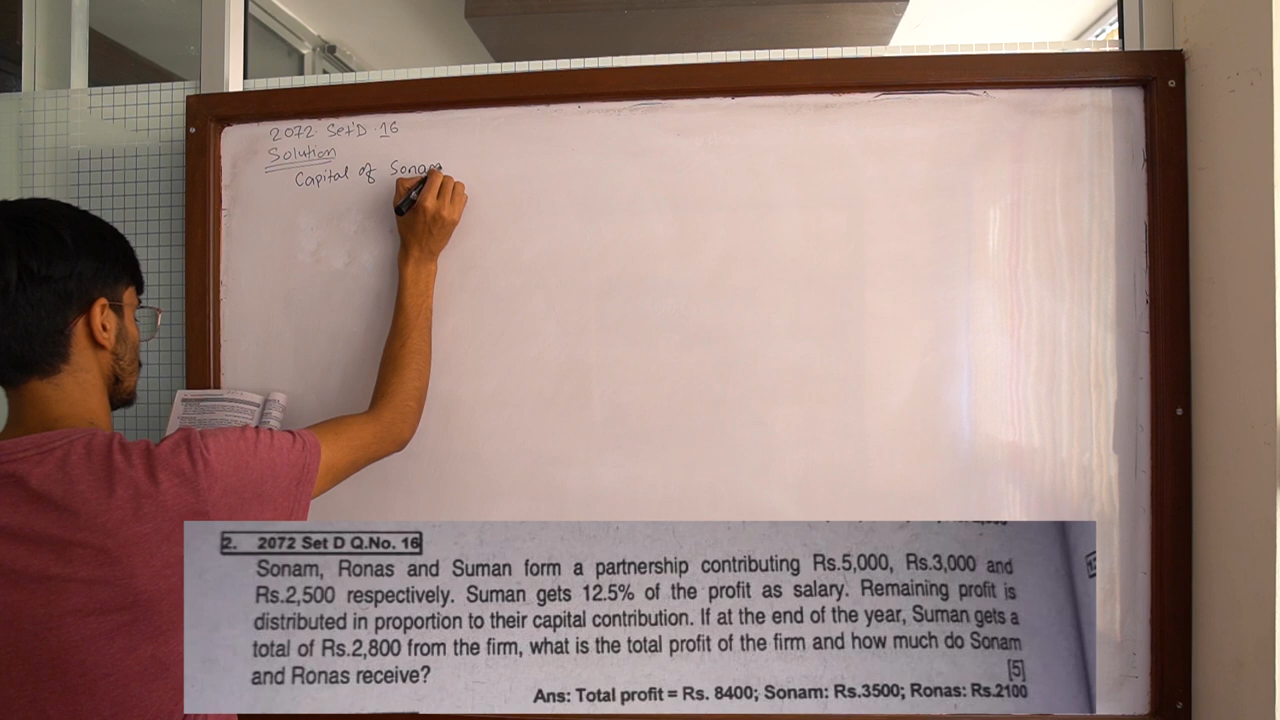 2072. Set'D. 16
Solution
Capital of Sonam
2. 2072 Set D Q.No. 16
Sonam, Ronas and Suman form a partnership contributing Rs.5,000, Rs.3,000 and
Rs.2,500 respectively. Suman gets 12.5% of the profit as salary. Remaining profit is
distributed in proportion to their capital contribution. If at the end of the year, Suman gets a
total of Rs.2,800 from the firm, what is the total profit of the firm and how much do Sonam
and Ronas receive?
[5]
Ans: Total profit = Rs. 8400; Sonam: Rs.3500; Ronas: Rs.2100